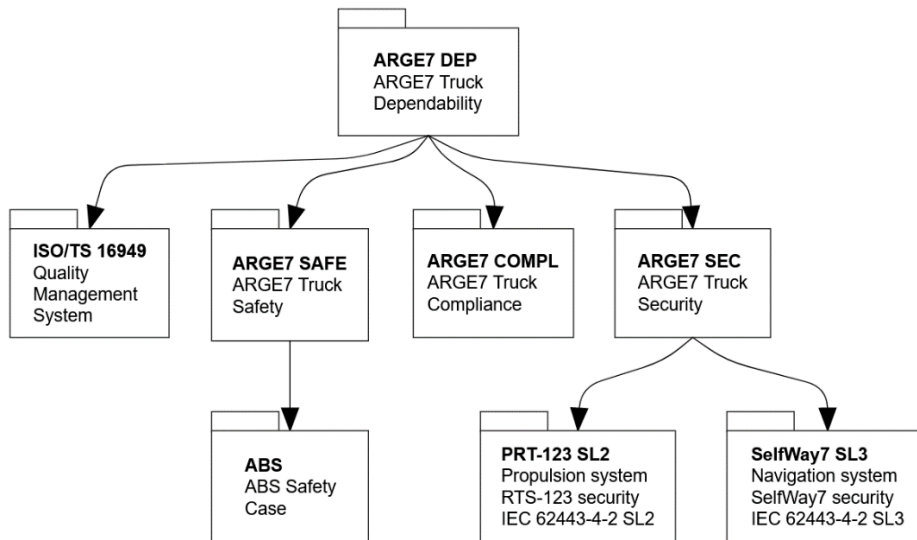 ARGE7 DEP
ARGE7 Truck
Dependability
ISO/TS 16949
Quality
Management
System
ARGE7 SAFE
ARGE7 Truck
Safety
ARGE7 COMPL
ARGE7 Truck
Compliance
ARGE7 SEC
ARGE7 Truck
Security
ABS
ABS Safety
Case
PRT-123 SL2
Propulsion system
RTS-123 security
IEC 62443-4-2 SL2
SelfWay7 SL3
Navigation system
SelfWay7 security
IEC 62443-4-2 SL3